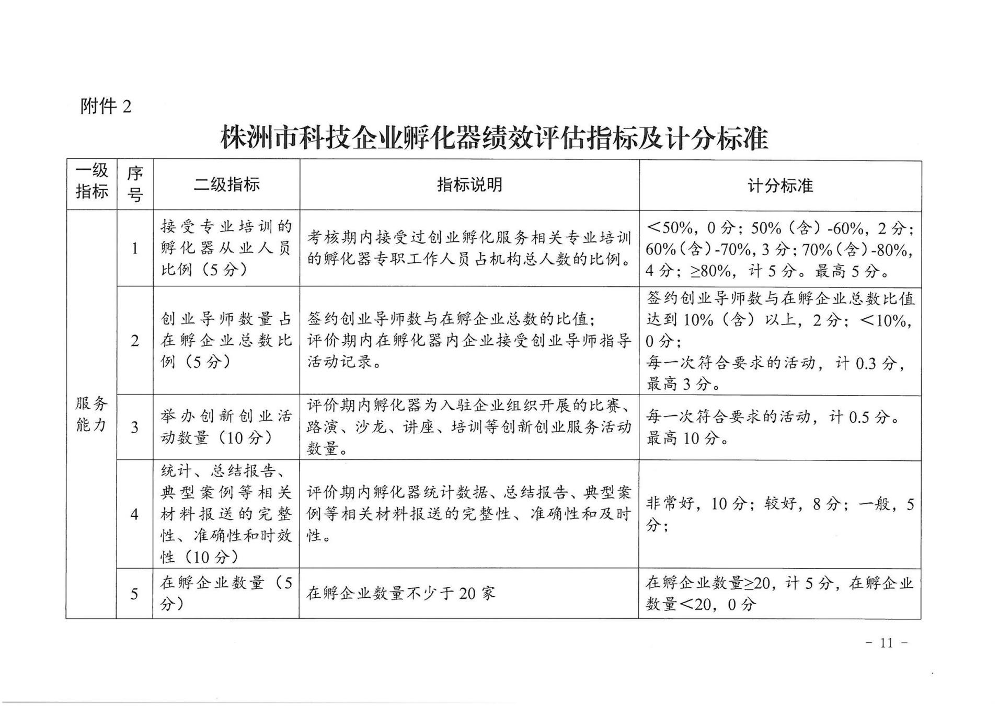 附件 2
株洲市科技企业孵化器绩效评估指标及计分标准
一级
指标
序
号
二级指标
指标说明
计分标准
服务
能力
1
接受专业培训的
孵化器从业人员
比例（5 分）
考核期内接受过创业孵化服务相关专业培训
的孵化器专职工作人员占机构总人数的比例。
＜50%，0 分；50%（含）-60%，2 分；
60%（含）-70%，3 分；70%（含）-80%，
4 分；≥80%，计 5 分。最高 5 分。
2
创业导师数量占
在孵企业总数比
例（5 分）
签约创业导师数与在孵企业总数的比值；
评价期内在孵化器内企业接受创业导师指导
活动记录。
签约创业导师数与在孵企业总数比值
达到 10%（含）以上，2 分；＜10%，
0 分；
每一次符合要求的活动，计 0.3 分，
最高 3 分。
3
举办创新创业活
动数量（10 分）
评价期内孵化器为入驻企业组织开展的比赛、
路演、沙龙、讲座、培训等创新创业服务活动
数量。
每一次符合要求的活动，计 0.5 分。
最高 10 分。
4
统计、总结报告、
典型案例等相关
材料报送的完整
性、准确性和时效
性（10 分）
评价期内孵化器统计数据、总结报告、典型案
例等相关材料报送的完整性、准确性和及时
性。
非常好，10 分；较好，8 分；一般，5
分；
5
在孵企业数量（5
分）
在孵企业数量不少于 20 家
在孵企业数量≥20，计 5 分，在孵企业
数量＜20，0 分
- 11 -